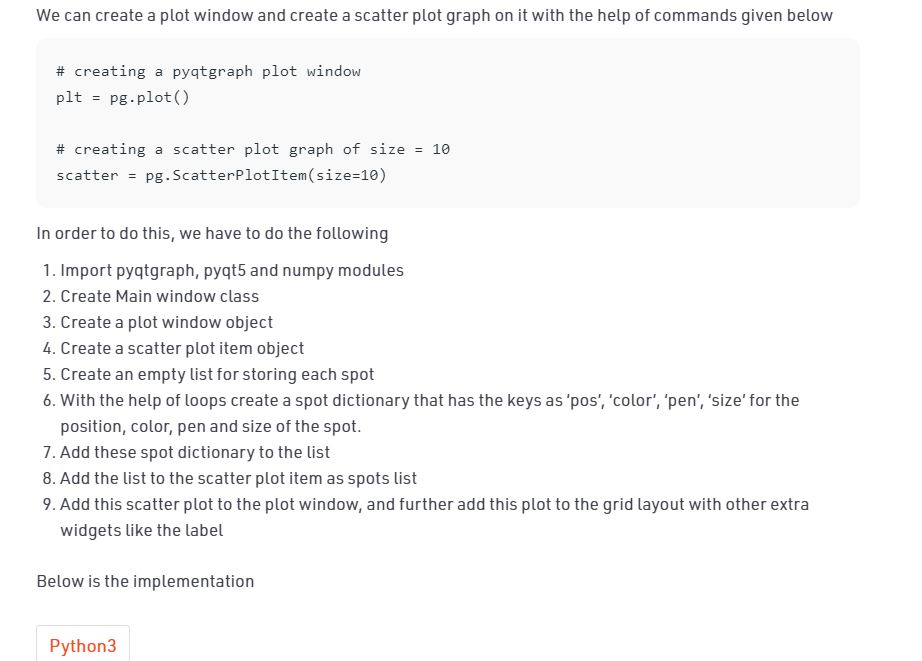 We can create a plot window and create a scatter plot graph on it with the help of commands given below
# creating a pyqtgraph plot window
plt = pg.plot()
# creating a scatter plot graph of size = 10
scatter = pg.ScatterPlotItem(size=10)
In order to do this, we have to do the following
1. Import pyqtgraph, pyqt5 and numpy modules
2. Create Main window class
3. Create a plot window object
4. Create a scatter plot item object
5. Create an empty list for storing each spot
6. With the help of loops create a spot dictionary that has the keys as ‘pos’, ‘color’, ‘pen’, ‘size’ for the
position, color, pen and size of the spot.
7. Add these spot dictionary to the list
8. Add the list to the scatter plot item as spots list
9. Add this scatter plot to the plot window, and further add this plot to the grid layout with other extra
widgets like the label
Below is the implementation
Python3